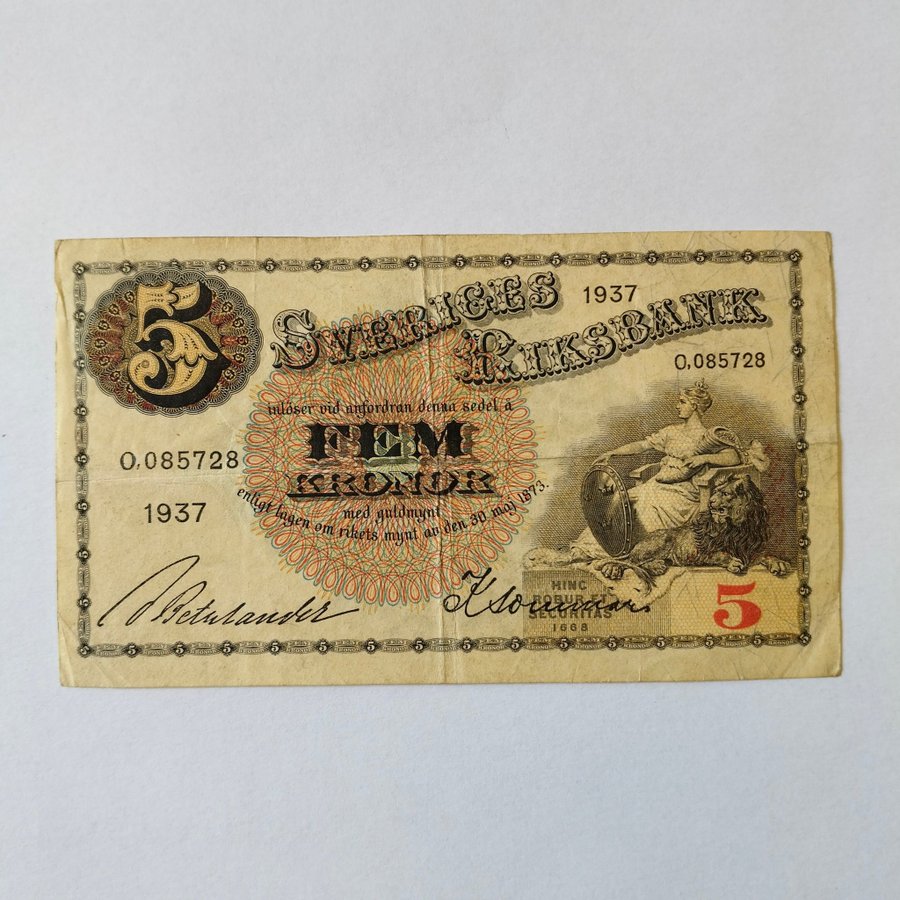 5
SVERIGES
1937
RIKSBANK
O,085728
inlöser vid anfordran denna sedel å
FEM
KRONOR
O,085728
med guldmynt
1937
enligt lagen om rikets mynt av den 30 maj 1873.
Betulander
HINC
ROBUR ET
SECURITAS
1668
5